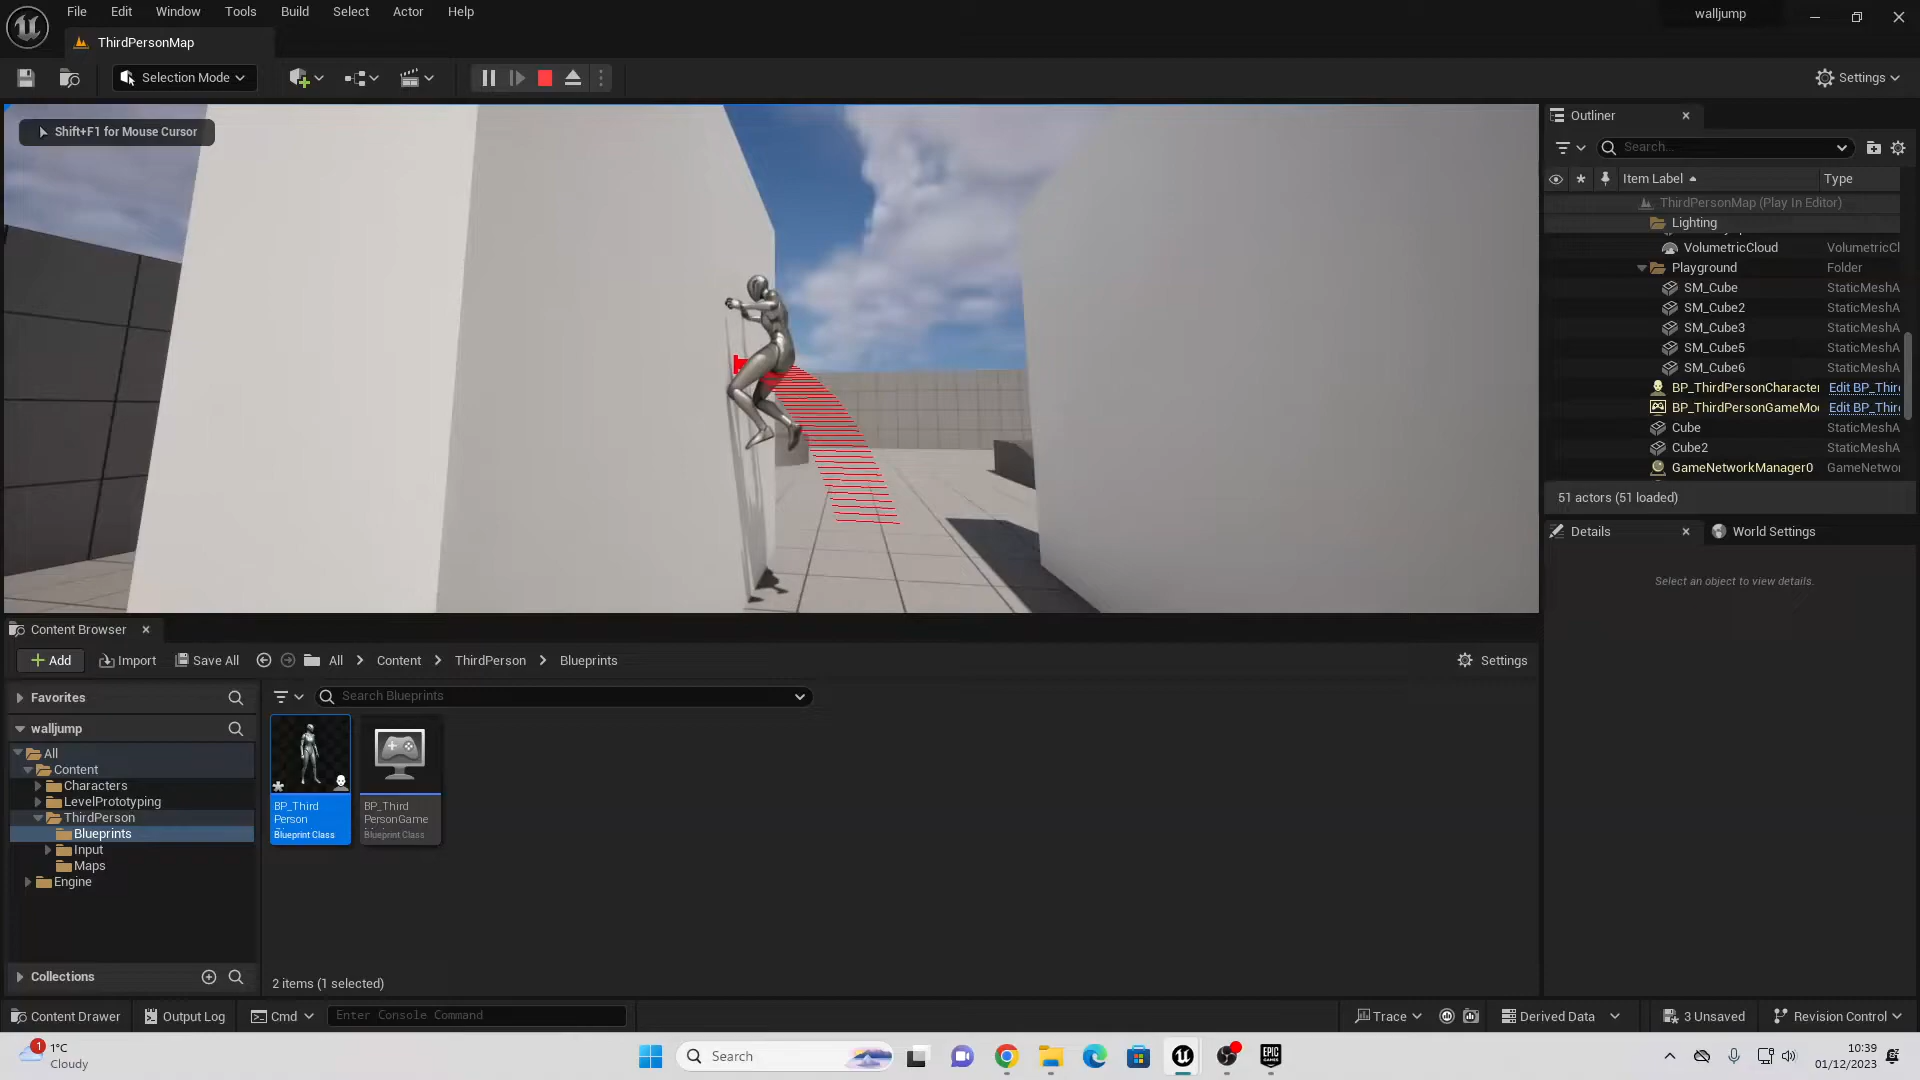 File Edit Window Tools Build Select Actor Help
walljump
ThirdPersonMap
Selection Mode
Settings
Shift+F1 for Mouse Cursor
Outliner
Search...
Item Label Type
ThirdPersonMap (Play In Editor)
Lighting
VolumetricCloud VolumetricCl
Playground Folder
SM_Cube StaticMeshA
SM_Cube2 StaticMeshA
SM_Cube3 StaticMeshA
SM_Cube5 StaticMeshA
SM_Cube6 StaticMeshA
BP_ThirdPersonCharacter Edit BP_Thir
BP_ThirdPersonGameMo Edit BP_Thir
Cube StaticMeshA
Cube2 StaticMeshA
GameNetworkManager0 GameNetwo
51 actors (51 loaded)
Details World Settings
Select an object to view details.
Content Browser
Add Import Save All All Content ThirdPerson Blueprints Settings
Favorites
Search Blueprints
walljump
All
Content
Characters
LevelPrototyping
ThirdPerson
Blueprints
Input
Maps
Engine
BP_Third
Person
Blueprint Class
BP_Third
PersonGame
Blueprint Class
Collections
2 items (1 selected)
Content Drawer Output Log Cmd Enter Console Command Trace Derived Data 3 Unsaved Revision Control
1
1°C
Cloudy
Search
EPIC
GAMES
10:39
01/12/2023